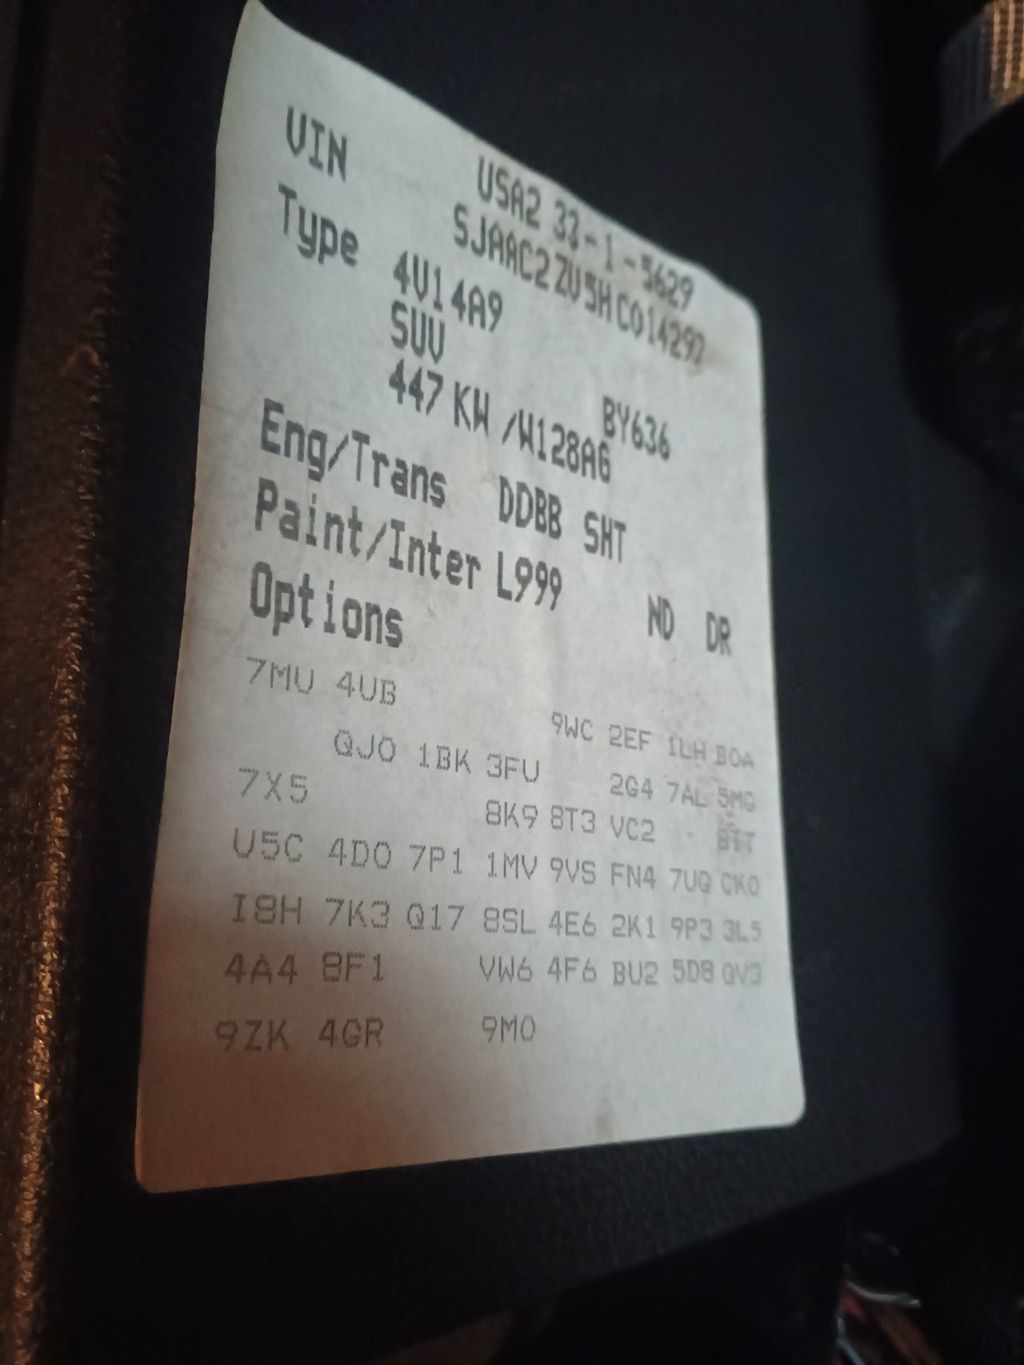 USA2 33-1-5629
VIN SJAAC2ZV5HC014297
Type 4V14A9 BY636
SUV
447 KW /W128A6
Eng/Trans DDBB SHT
Paint/Inter L999 ND DR
Options
7MU 4UB 9WC 2EF 1LH BOA
QJ0 1BK 3FU 2G4 7AL 5MG
7X5 8K9 8T3 VC2
U5C 4D0 7P1 1MV 9VS FN4 7UG CK0
I8H 7K3 Q17 8SL 4E6 2K1 9P3 3L5
4A4 8F1 VW6 4F6 BU2 5D8 QV3
9ZK 4GR 9M0